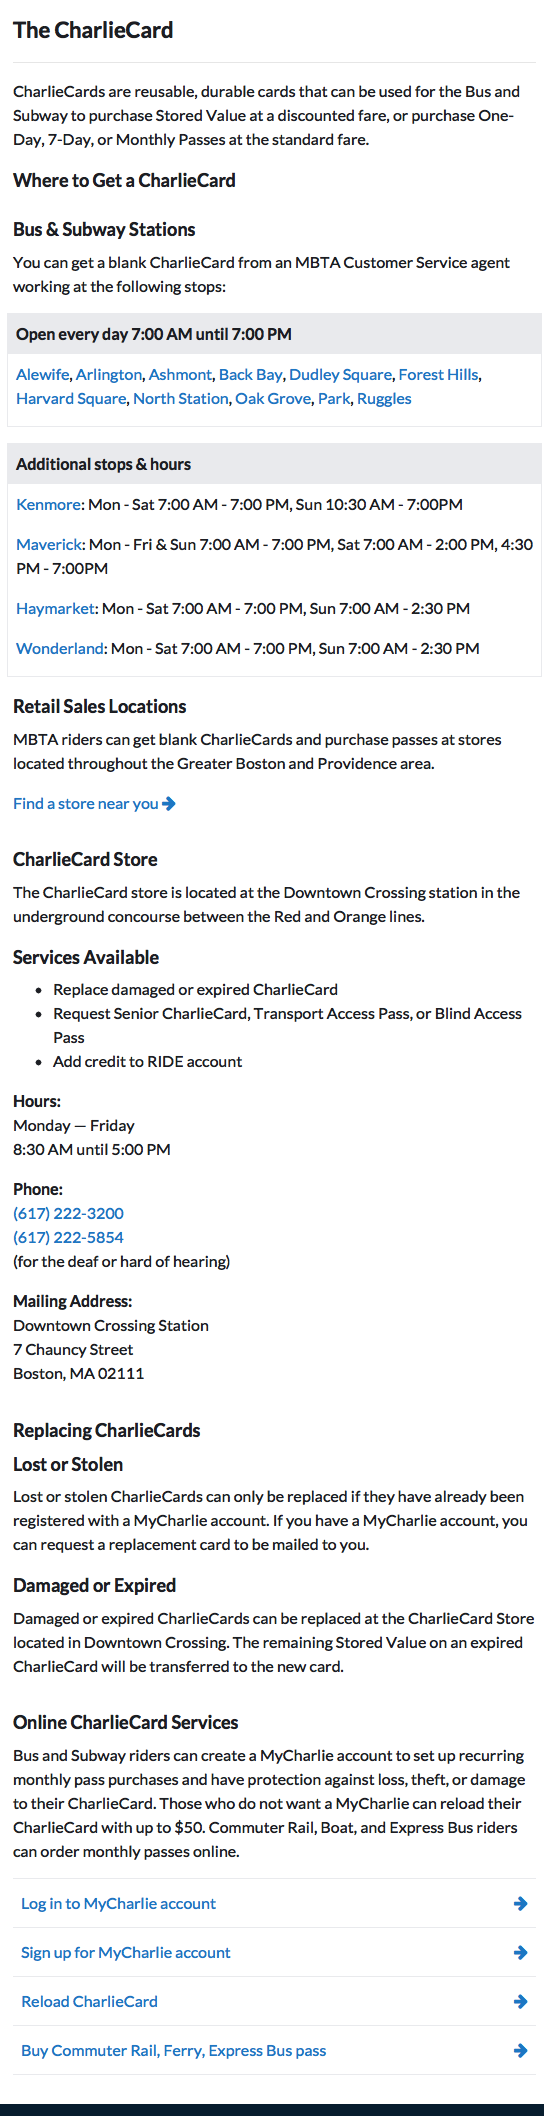 The CharlieCard
CharlieCards are reusable, durable cards that can be used for the Bus and
Subway to purchase Stored Value at a discounted fare, or purchase One-
Day, 7-Day, or Monthly Passes at the standard fare.
Where to Get a CharlieCard
Bus & Subway Stations
You can get a blank CharlieCard from an MBTA Customer Service agent
working at the following stops:
Open every day 7:00 AM until 7:00 PM
Alewife, Arlington, Ashmont, Back Bay, Dudley Square, Forest Hills,
Harvard Square, North Station, Oak Grove, Park, Ruggles
Additional stops & hours
Kenmore: Mon - Sat 7:00 AM - 7:00 PM, Sun 10:30 AM - 7:00PM
Maverick: Mon - Fri & Sun 7:00 AM - 7:00 PM, Sat 7:00 AM - 2:00 PM, 4:30
PM - 7:00PM
Haymarket: Mon - Sat 7:00 AM - 7:00 PM, Sun 7:00 AM - 2:30 PM
Wonderland: Mon - Sat 7:00 AM - 7:00 PM, Sun 7:00 AM - 2:30 PM
Retail Sales Locations
MBTA riders can get blank CharlieCards and purchase passes at stores
located throughout the Greater Boston and Providence area.
Find a store near you
CharlieCard Store
The CharlieCard store is located at the Downtown Crossing station in the
underground concourse between the Red and Orange lines.
Services Available
• Replace damaged or expired CharlieCard
• Request Senior CharlieCard, Transport Access Pass, or Blind Access
Pass
• Add credit to RIDE account
Hours:
Monday — Friday
8:30 AM until 5:00 PM
Phone:
(617) 222-3200
(617) 222-5854
(for the deaf or hard of hearing)
Mailing Address:
Downtown Crossing Station
7 Chauncy Street
Boston, MA 02111
Replacing CharlieCards
Lost or Stolen
Lost or stolen CharlieCards can only be replaced if they have already been
registered with a MyCharlie account. If you have a MyCharlie account, you
can request a replacement card to be mailed to you.
Damaged or Expired
Damaged or expired CharlieCards can be replaced at the CharlieCard Store
located in Downtown Crossing. The remaining Stored Value on an expired
CharlieCard will be transferred to the new card.
Online CharlieCard Services
Bus and Subway riders can create a MyCharlie account to set up recurring
monthly pass purchases and have protection against loss, theft, or damage
to their CharlieCard. Those who do not want a MyCharlie can reload their
CharlieCard with up to $50. Commuter Rail, Boat, and Express Bus riders
can order monthly passes online.
Log in to MyCharlie account
Sign up for MyCharlie account
Reload CharlieCard
Buy Commuter Rail, Ferry, Express Bus pass